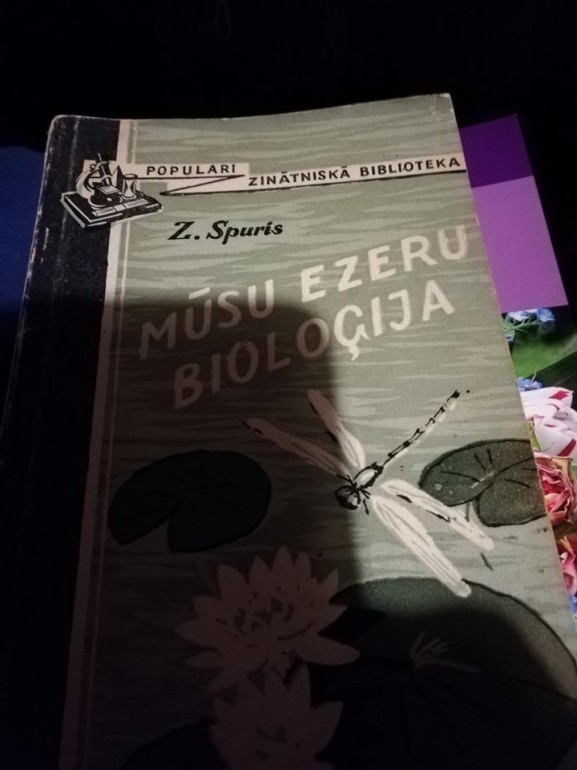 POPULARI
ZINĀTNISKĀ BIBLIOTEKA
Z. Spuris
MŪSU EZERU
BIOLOĢIJA